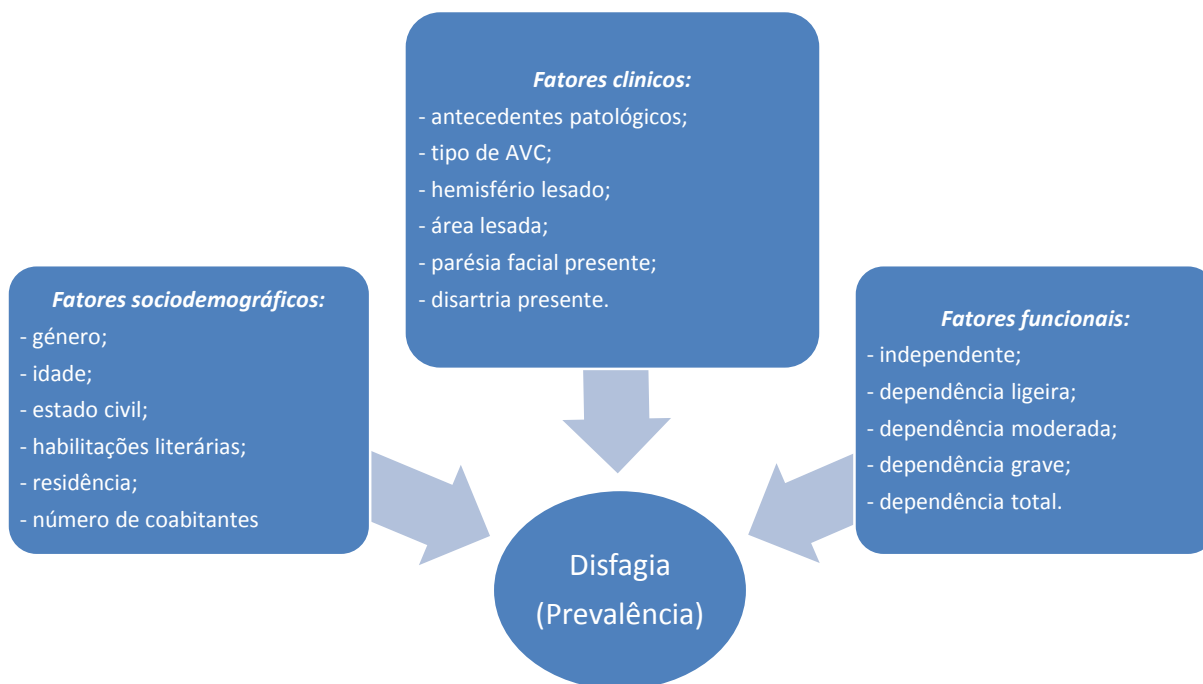 Fatores clinicos:
- antecedentes patológicos;
- tipo de AVC;
- hemisfério lesado;
- área lesada;
- parésia facial presente;
- disartria presente.
Fatores sociodemográficos:
- género;
- idade;
- estado civil;
- habilitações literárias;
- residência;
- número de coabitantes
Fatores funcionais:
- independente;
- dependência ligeira;
- dependência moderada;
- dependência grave;
- dependência total.
Disfagia
(Prevalência)